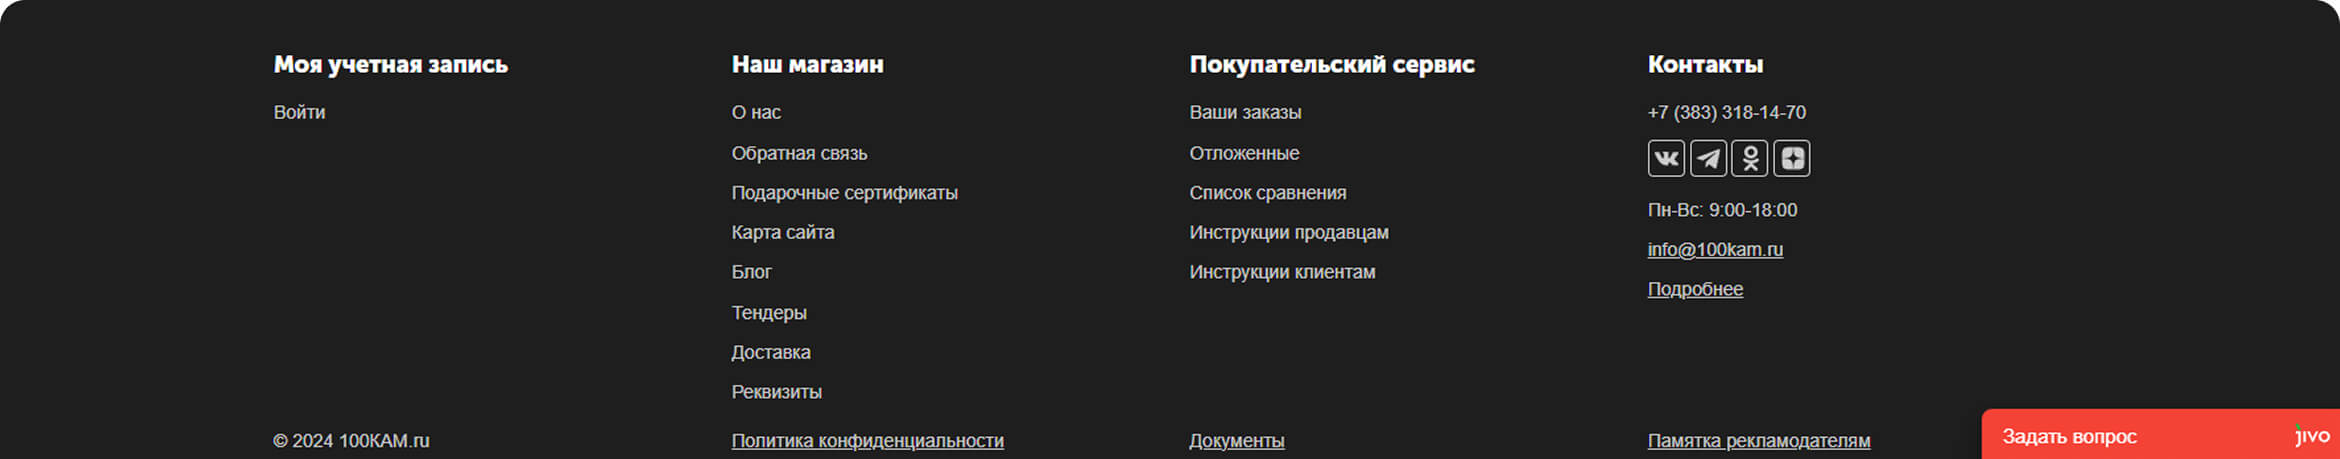 Моя учетная запись
Войти
Наш магазин
О нас
Обратная связь
Подарочные сертификаты
Карта сайта
Блог
Тендеры
Доставка
Реквизиты
Покупательский сервис
Ваши заказы
Отложенные
Список сравнения
Инструкции продавцам
Инструкции клиентам
Контакты
+7 (383) 318-14-70
Пн-Вс: 9:00-18:00
info@100kam.ru
Подробнее
© 2024 100КАМ.ru
Политика конфиденциальности
Документы
Памятка рекламодателям
Задать вопрос
jivo